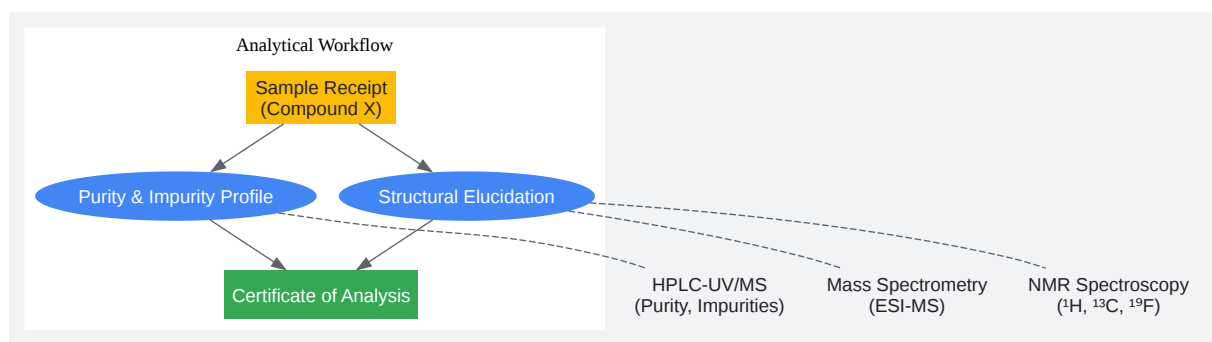 Analytical Workflow
Sample Receipt
(Compound X)
Purity & Impurity Profile
Structural Elucidation
Certificate of Analysis
HPLC-UV/MS
(Purity, Impurities)
Mass Spectrometry
(ESI-MS)
NMR Spectroscopy
(¹H, ¹³C, ¹⁹F)